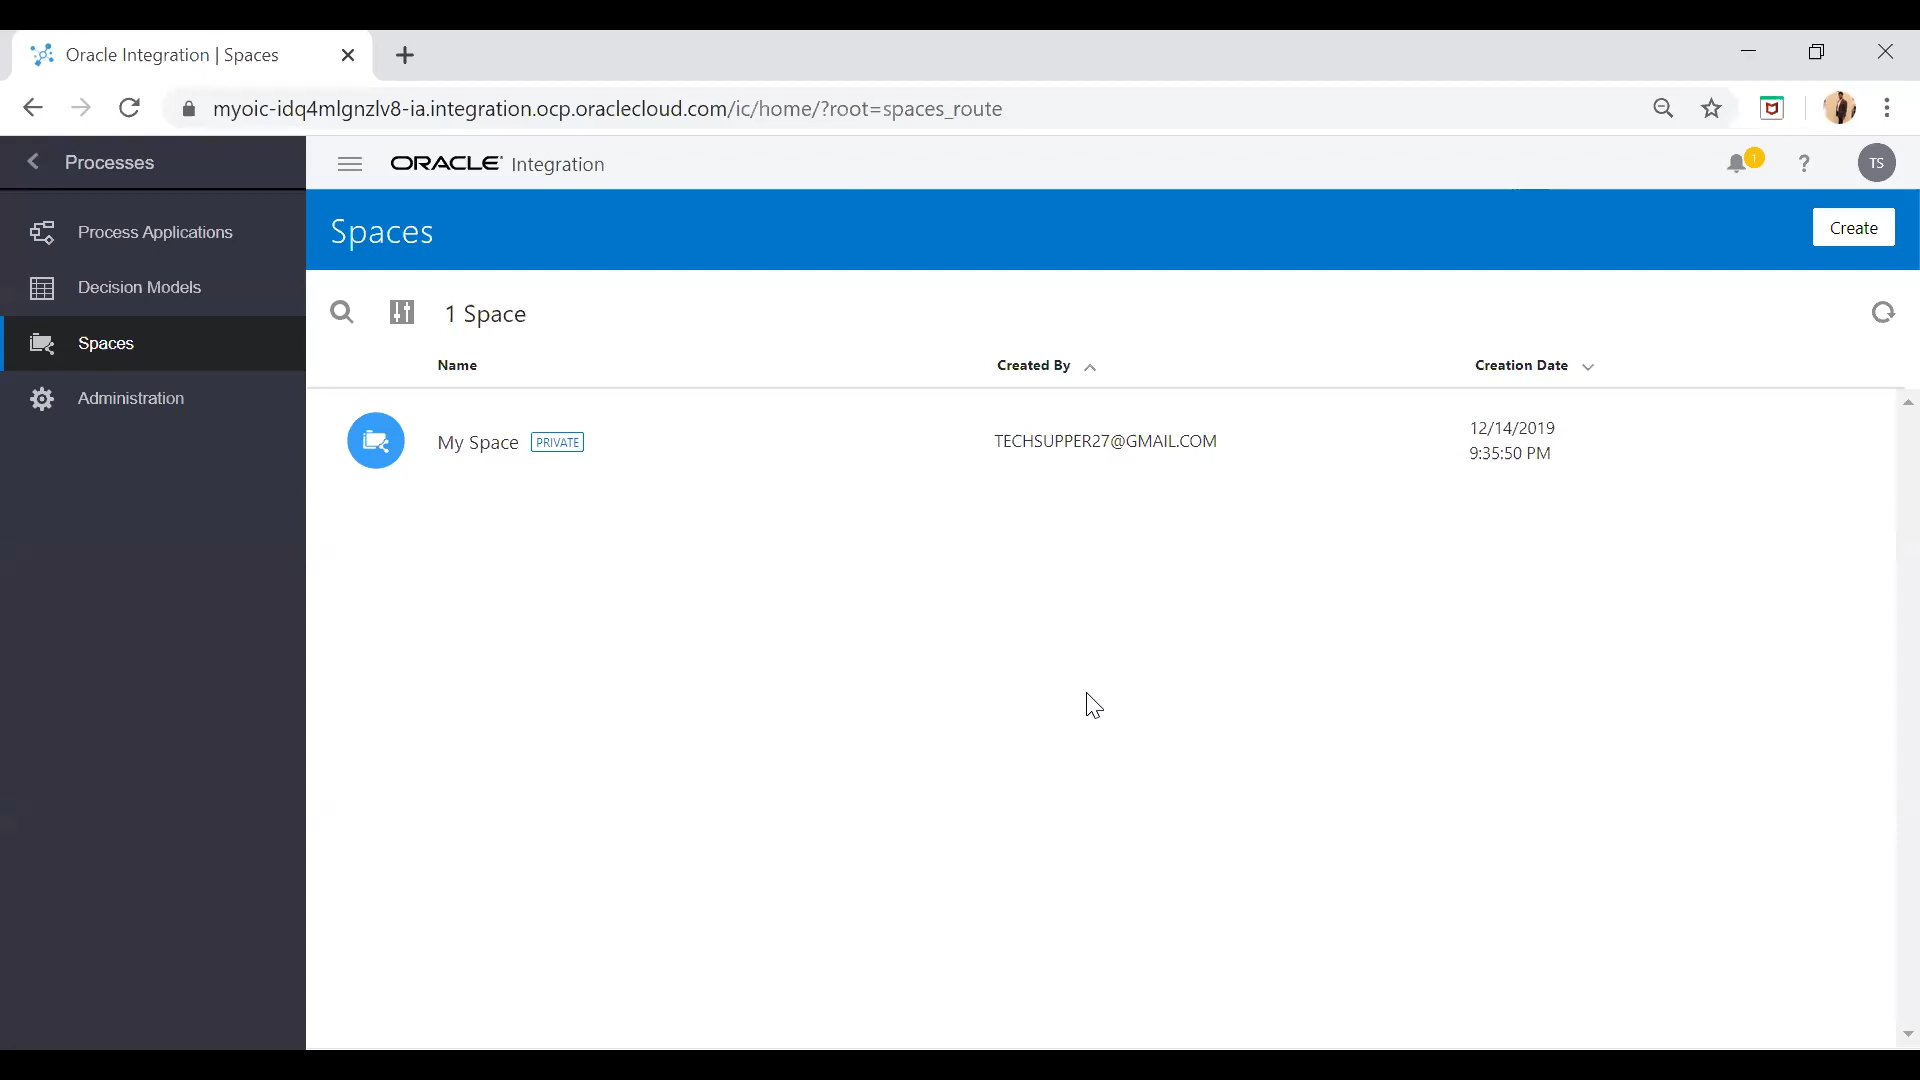 Oracle Integration | Spaces
myoic-idq4mlgnzlv8-ia.integration.ocp.oraclecloud.com/ic/home/?root=spaces_route
Processes
ORACLE Integration
1
?
TS
Process Applications
Decision Models
Spaces
Administration
Spaces
Create
1 Space
Name
Created By
Creation Date
My Space
PRIVATE
TECHSUPPER27@GMAIL.COM
12/14/2019
9:35:50 PM